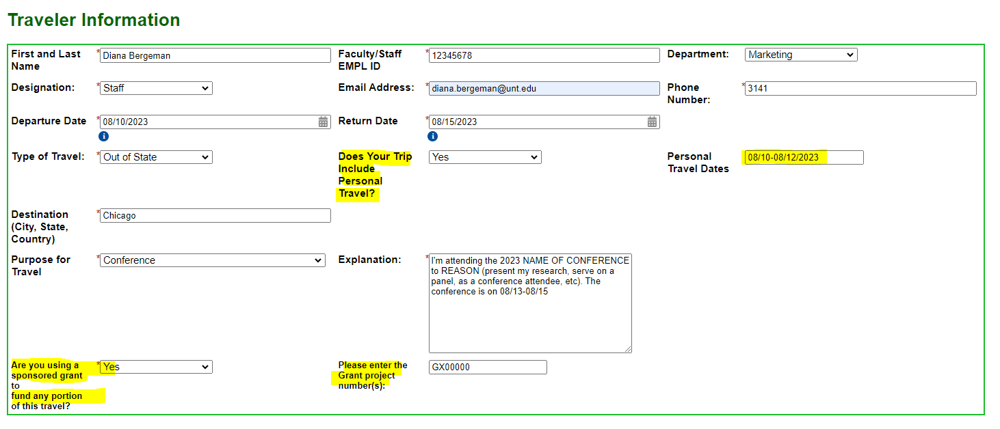 Traveler Information
First and Last
Name
* Diana Bergeman
Faculty/Staff
EMPL ID
* 12345678
Department:
Marketing
Designation:
* Staff
Email Address:
* diana.bergeman@unt.edu
Phone
Number:
* 3141
Departure Date
* 08/10/2023
i
Return Date
* 08/15/2023
i
Type of Travel:
* Out of State
Does Your Trip
Include
Personal
Travel?
Yes
Personal
Travel Dates
08/10-08/12/2023
Destination
(City, State,
Country)
* Chicago
Purpose for
Travel
* Conference
Explanation:
* I'm attending the 2023 NAME OF CONFERENCE
to REASON (present my research, serve on a
panel, as a conference attendee, etc). The
conference is on 08/13-08/15
Are you using a
sponsored grant
to
fund any portion
of this travel?
* Yes
Please enter the
Grant project
number(s):
GX00000